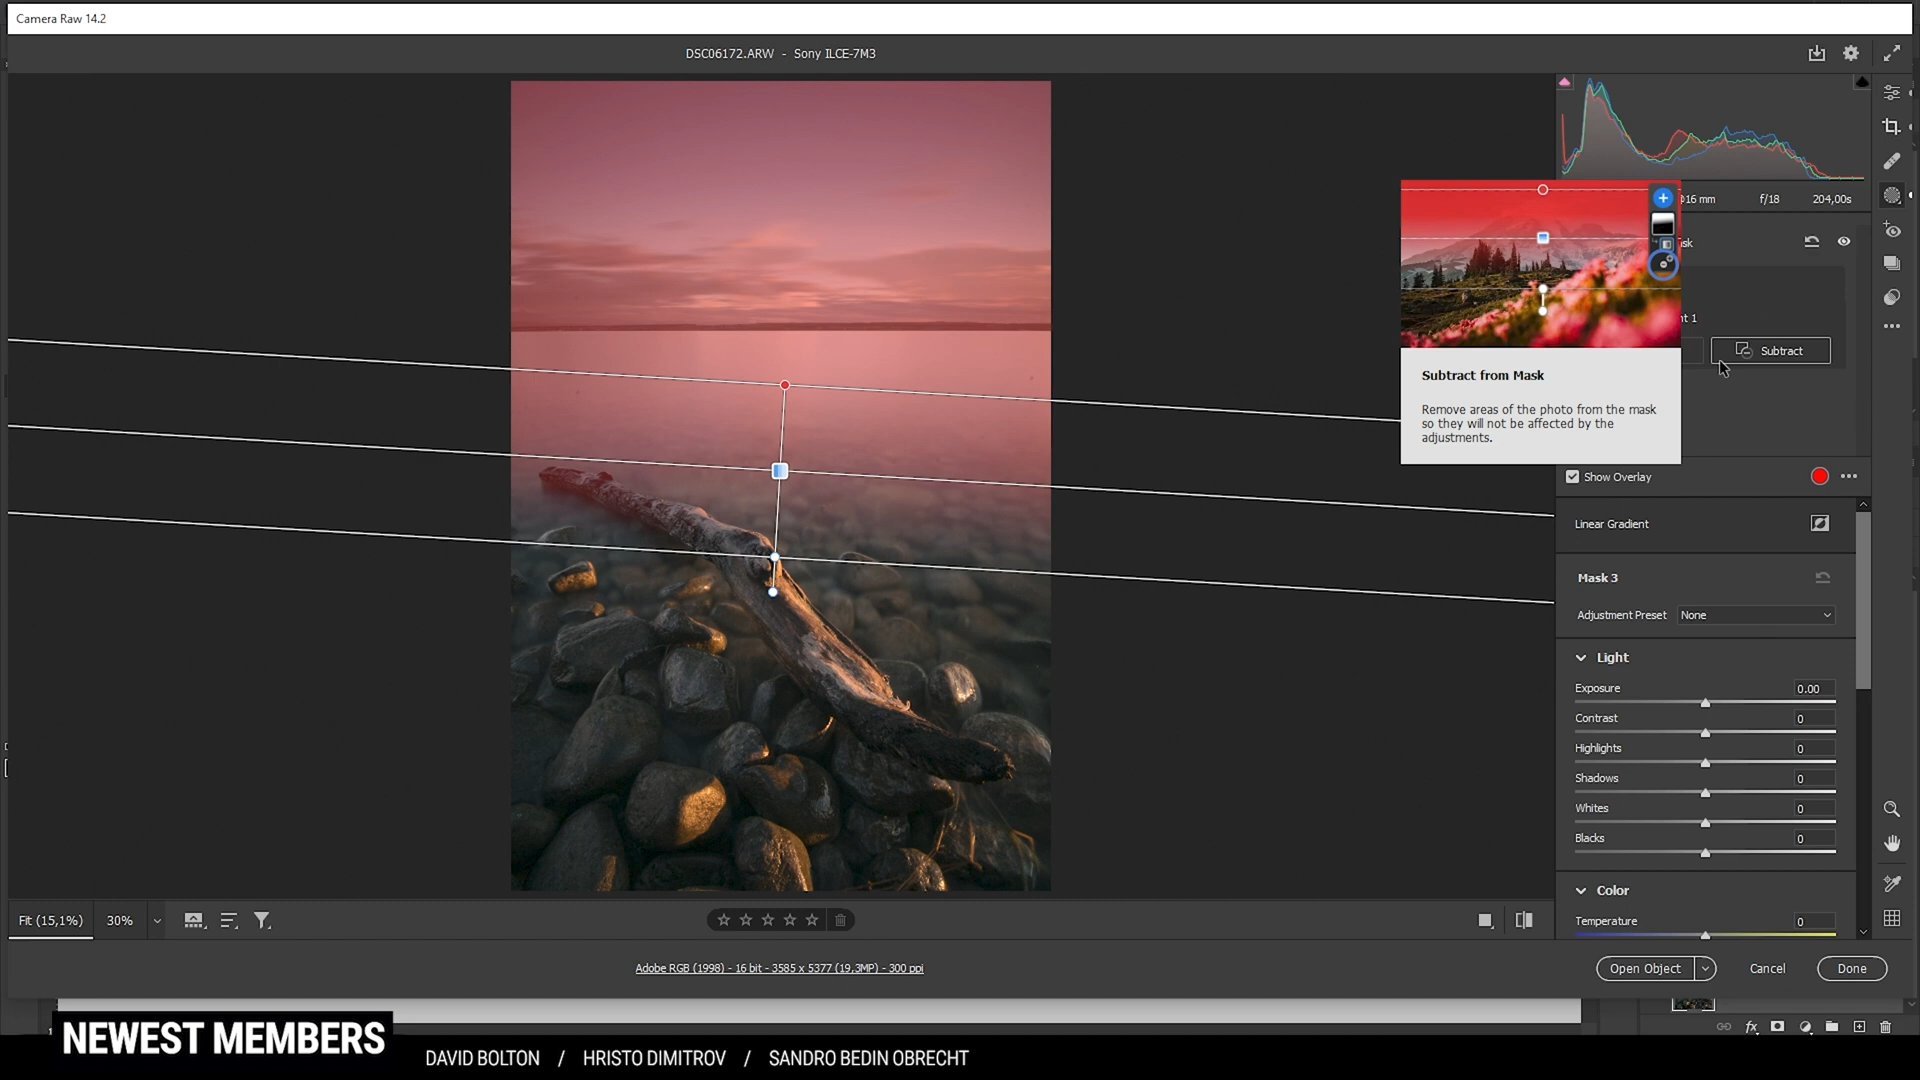 Camera Raw 14.2
DSC06172.ARW - Sony ILCE-7M3
16 mm f/18 204,00s
Subtract
Subtract from Mask
Remove areas of the photo from the mask
so they will not be affected by the
adjustments.
Show Overlay
Linear Gradient
Mask 3
Adjustment Preset None
Light
Exposure 0.00
Contrast 0
Highlights 0
Shadows 0
Whites 0
Blacks 0
Color
Temperature 0
Fit (15,1%) 30%
Adobe RGB (1998) - 16 bit - 3585 x 5377 (19,3MP) - 300 ppi
Open Object Cancel Done
fx
NEWEST MEMBERS
DAVID BOLTON / HRISTO DIMITROV / SANDRO BEDIN OBRECHT